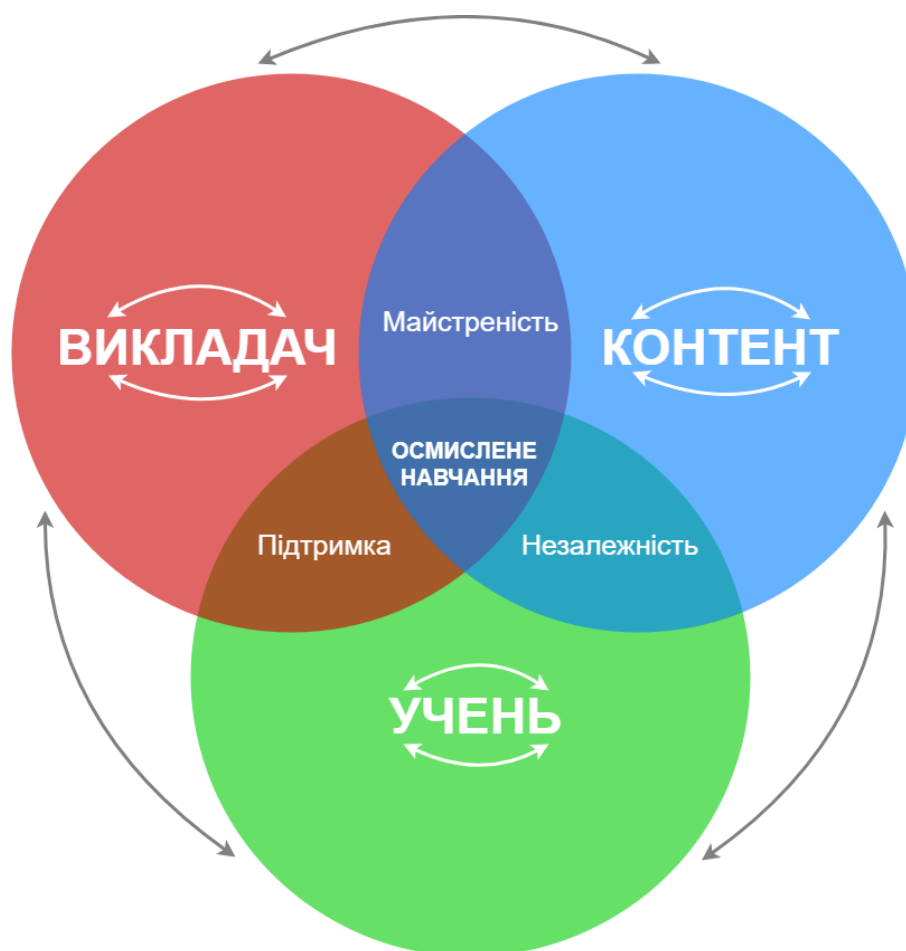 Майстреність
ВИКЛАДАЧ
КОНТЕНТ
ОСМИСЛЕНЕ
НАВЧАННЯ
Підтримка
Незалежність
УЧЕНЬ